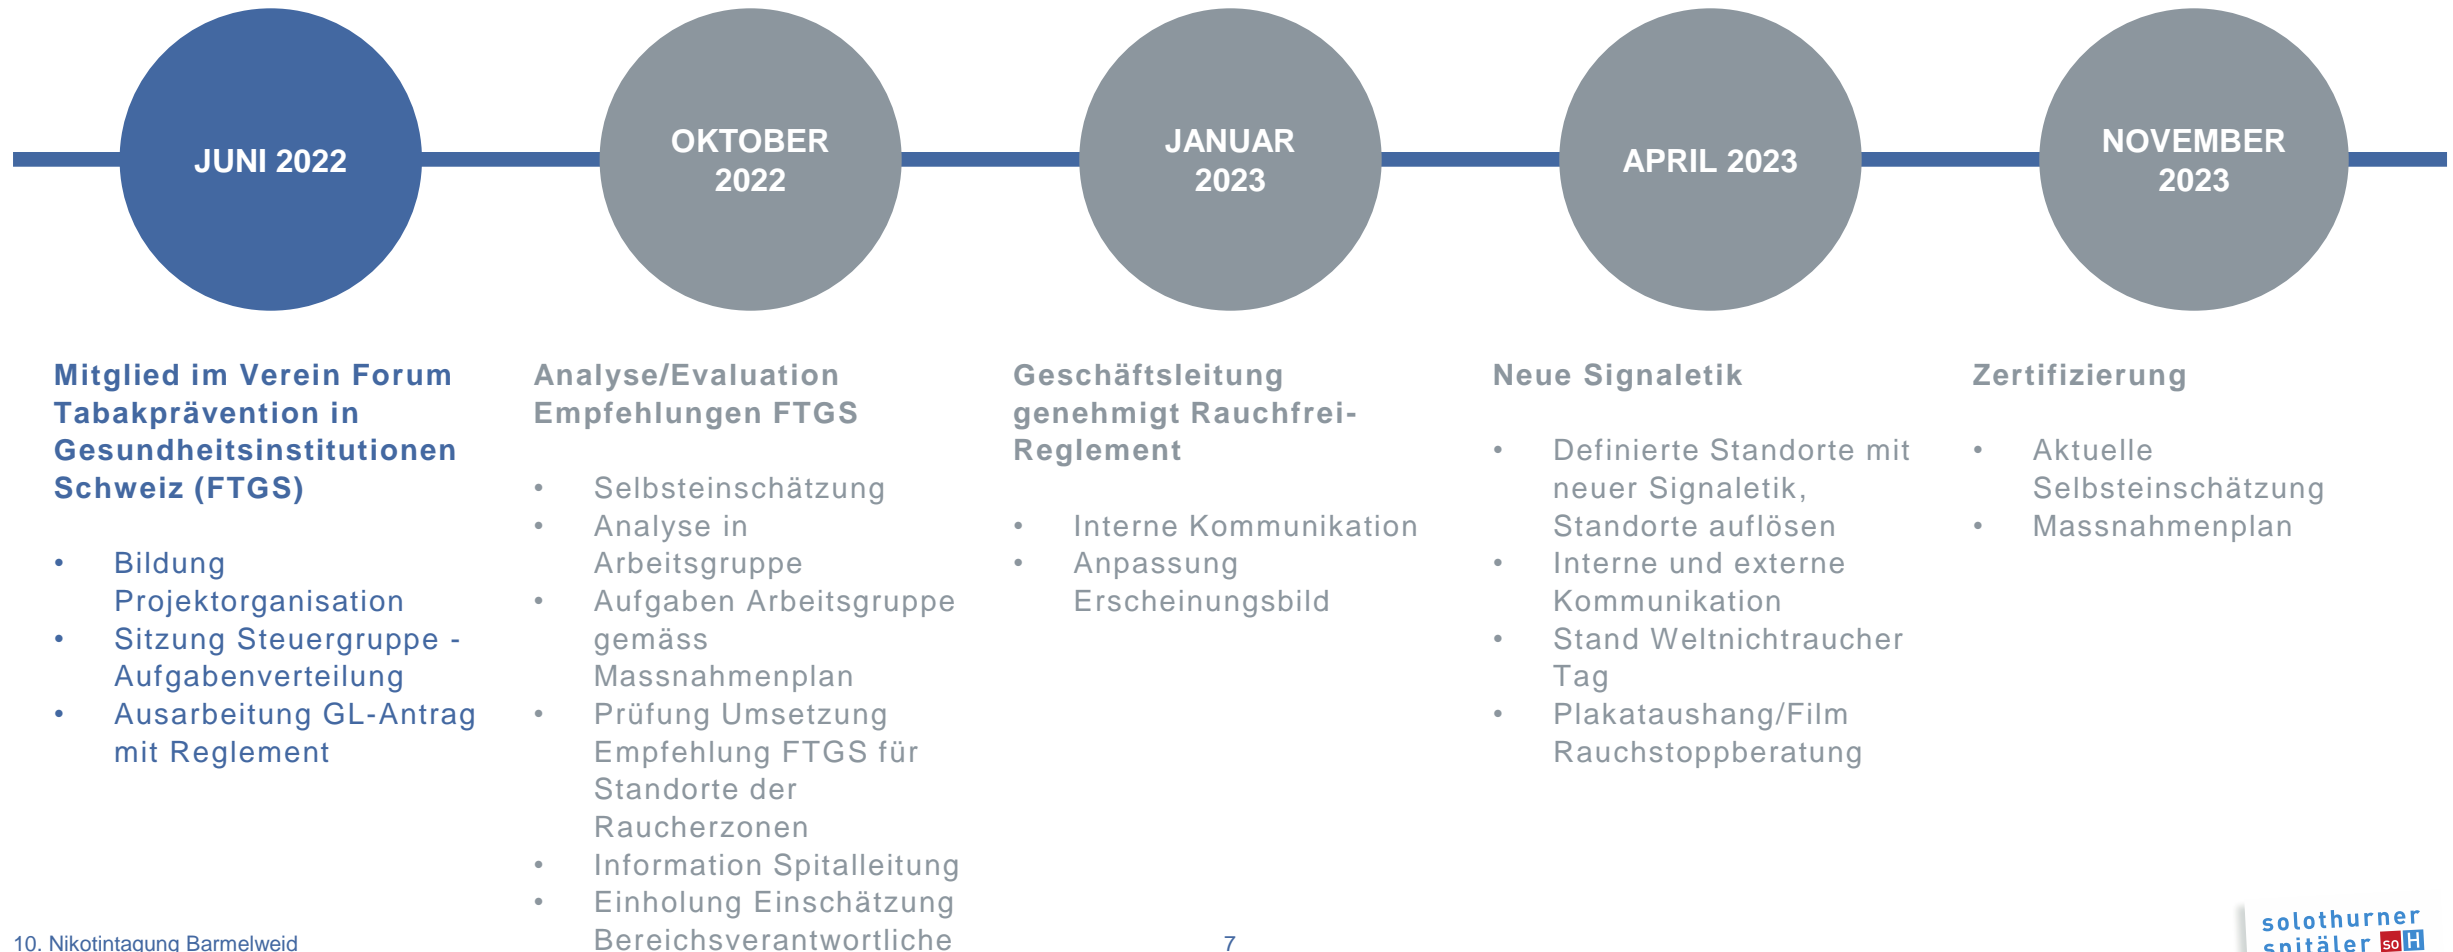 JUNI 2022
OKTOBER
2022
JANUAR
2023
APRIL 2023
NOVEMBER
2023
Mitglied im Verein Forum
Tabakprävention in
Gesundheitsinstitutionen
Schweiz (FTGS)
• Bildung
Projektorganisation
• Sitzung Steuergruppe -
Aufgabenverteilung
• Ausarbeitung GL-Antrag
mit Reglement
Analyse/Evaluation
Empfehlungen FTGS
• Selbsteinschätzung
• Analyse in
Arbeitsgruppe
• Aufgaben Arbeitsgruppe
gemäss
Massnahmenplan
• Prüfung Umsetzung
Empfehlung FTGS für
Standorte der
Raucherzonen
• Information Spitalleitung
• Einholung Einschätzung
Bereichsverantwortliche
Geschäftsleitung
genehmigt Rauchfrei-
Reglement
• Interne Kommunikation
• Anpassung
Erscheinungsbild
Neue Signaletik
• Definierte Standorte mit
neuer Signaletik,
Standorte auflösen
• Interne und externe
Kommunikation
• Stand Weltnichtraucher
Tag
• Plakataushang/Film
Rauchstoppberatung
Zertifizierung
• Aktuelle
Selbsteinschätzung
• Massnahmenplan
10. Nikotintagung Barmelweid
7
solothurner
spitäler so H